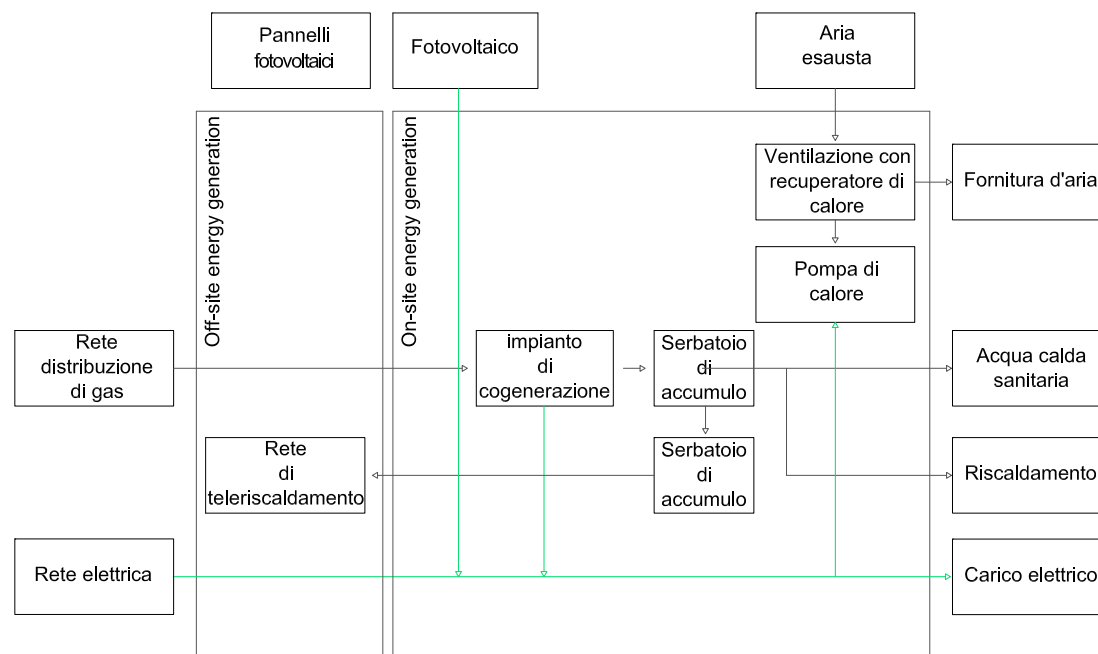 Pannelli
fotovoltaici
Fotovoltaico
Aria
esausta
Off-site energy generation
On-site energy generation
Ventilazione con
recuperatore di
calore
Fornitura d'aria
Pompa di
calore
Rete
distribuzione
di gas
impianto
di
cogenerazione
Serbatoio
di
accumulo
Acqua calda
sanitaria
Rete
di
teleriscaldamento
Serbatoio
di
accumulo
Riscaldamento
Rete elettrica
Carico elettrico